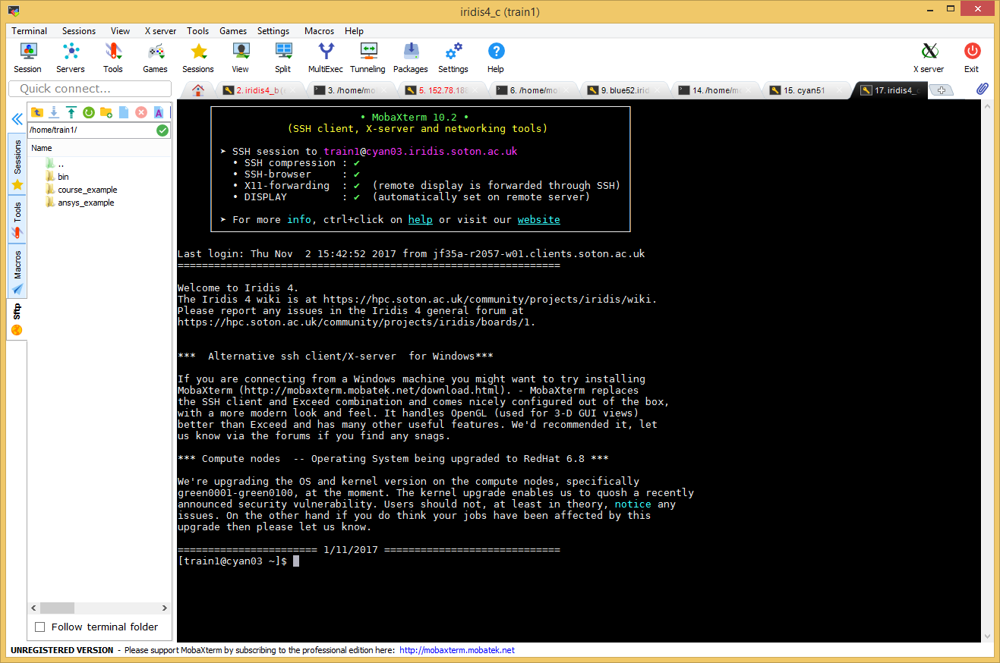 iridis4_c (train1)
Terminal Sessions View X server Tools Games Settings Macros Help
Session Servers Tools Games Sessions View Split MultiExec Tunneling Packages Settings Help X server Exit
Quick connect...
2. iridis4_b 3. /home/mo 5. 152.78.18 6. /home/mo 9. blue52.irid 14. /home/m 15. cyan51 17. iridis4_c
/home/train1/
Name
..
bin
course_example
ansys_example
Sessions
Tools
Macros
Sftp
Follow terminal folder
• MobaXterm 10.2 •
(SSH client, X-server and networking tools)
➤ SSH session to train1@cyan03.iridis.soton.ac.uk
• SSH compression : ✔
• SSH-browser : ✔
• X11-forwarding : ✔ (remote display is forwarded through SSH)
• DISPLAY : ✔ (automatically set on remote server)
➤ For more info, ctrl+click on help or visit our website
Last login: Thu Nov  2 15:42:52 2017 from jf35a-r2057-w01.clients.soton.ac.uk
===============================================================
Welcome to Iridis 4.
The Iridis 4 wiki is at https://hpc.soton.ac.uk/community/projects/iridis/wiki.
Please report any issues in the Iridis 4 general forum at
https://hpc.soton.ac.uk/community/projects/iridis/boards/1.
***  Alternative ssh client/X-server  for Windows***
If you are connecting from a Windows machine you might want to try installing
MobaXterm (http://mobaxterm.mobatek.net/download.html). - MobaXterm replaces
the SSH client and Exceed combination and comes nicely configured out of the box,
with a more modern look and feel. It handles OpenGL (used for 3-D GUI views)
better than Exceed and has many other useful features. We'd recommended it, let
us know via the forums if you find any snags.
*** Compute nodes  -- Operating System being upgraded to RedHat 6.8 ***
We're upgrading the OS and kernel version on the compute nodes, specifically
green0001-green0100, at the moment. The kernel upgrade enables us to quosh a recently
announced security vulnerability. Users should not, at least in theory, notice any
issues. On the other hand if you do think your jobs have been affected by this
upgrade then please let us know.
======================= 1/11/2017 =============================
[train1@cyan03 ~]$
UNREGISTERED VERSION - Please support MobaXterm by subscribing to the professional edition here: http://mobaxterm.mobatek.net